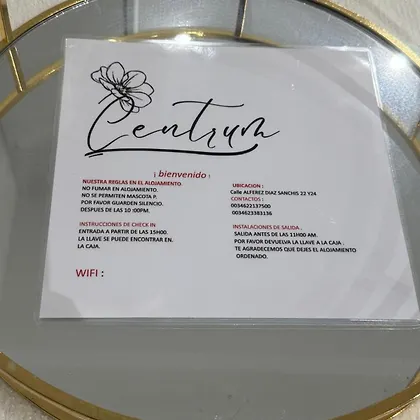 Centrum
¡ bienvenido ¡
NUESTRA REGLAS EN EL ALOJAMIENTO
NO FUMAR EN ALOJAMIENTO.
NO SE PERMITEN MASCOTA P.
POR FAVOR GUARDEN SILENCIO.
DESPUES DE LAS 10 :00PM.
INSTRUCCIONES DE CHECK IN
ENTRADA A PARTIR DE LAS 15H00.
LA LLAVE SE PUEDE ENCONTRAR EN.
LA CAJA.
WIFI :
UBICACIÓN :
Calle ALFEREZ DIAZ SANCHIS 22 Y24
CONTACTOS :
0034622137500
0034623383136
INSTALACIONES DE SALIDA .
SALIDA ANTES DE LAS 11H00 AM.
POR FAVOR DEVUELVA LA LLAVE A LA CAJA .
TE AGRADECEMOS QUE DEJES EL ALOJAMIENTO
ORDENADO.